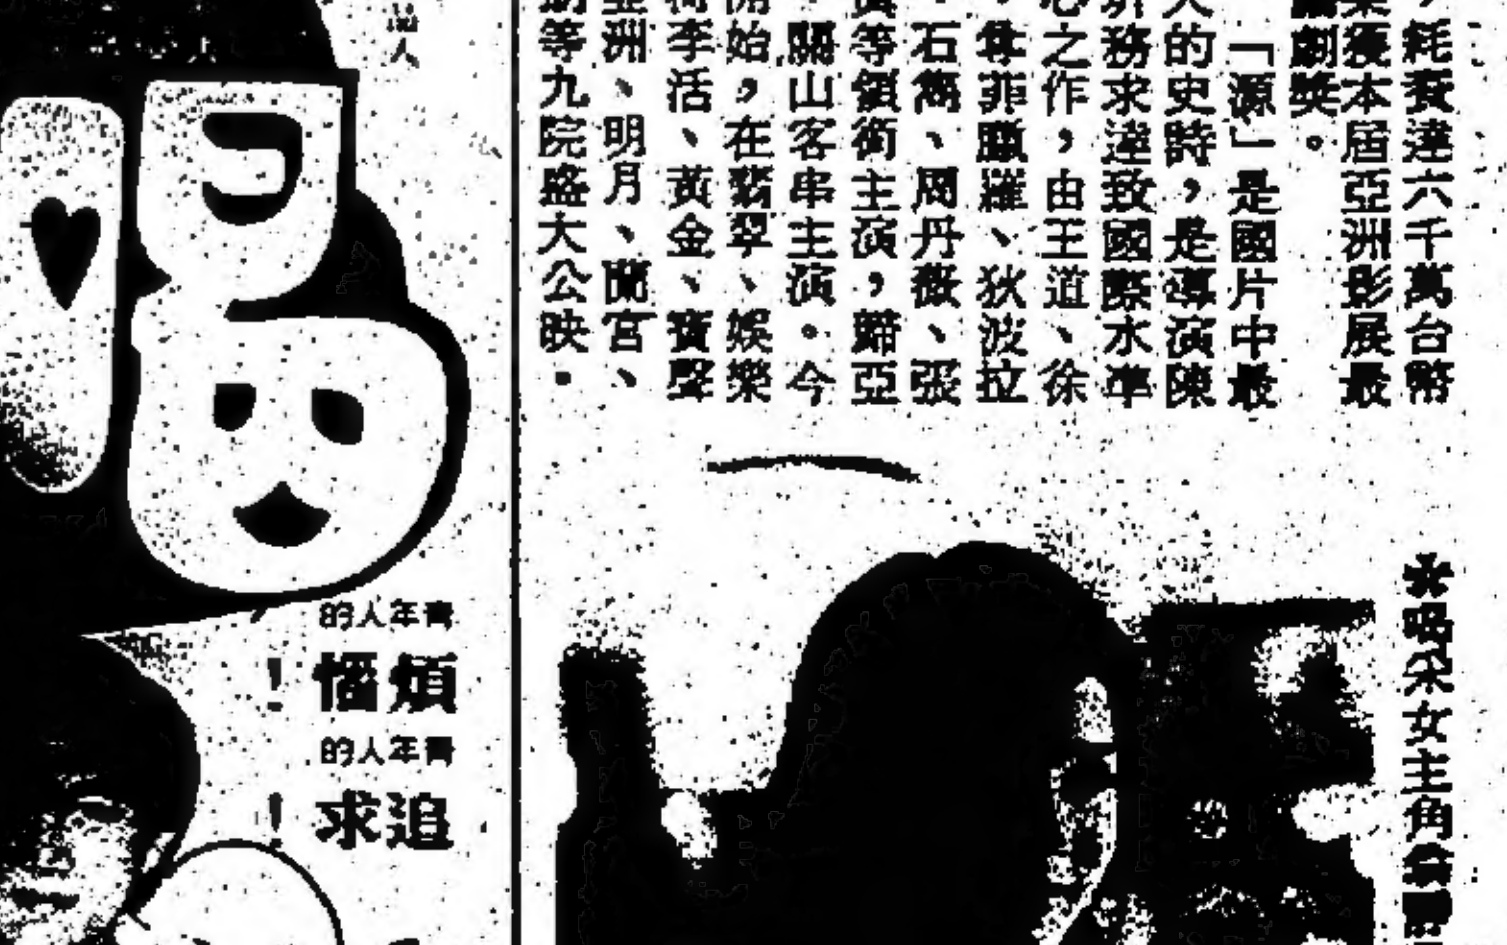 ，耗資達六千萬台幣
獲本屆亞洲影展最
劇獎。
「源」是國片中最
的史時，是導演陳
務求達致國際水準
心之作，由王道、徐
菲 羅、狄波拉
、石雋、周丹薇、張
等領銜主演，歸亞
、關山客串主演。今
開始，在翡翠、娛樂
李活、黃金、寶聲
亞洲、明月、蘭宮、
等九院盛大公映．
女主角
人
青年人的
煩惱！
青年人的
追求！